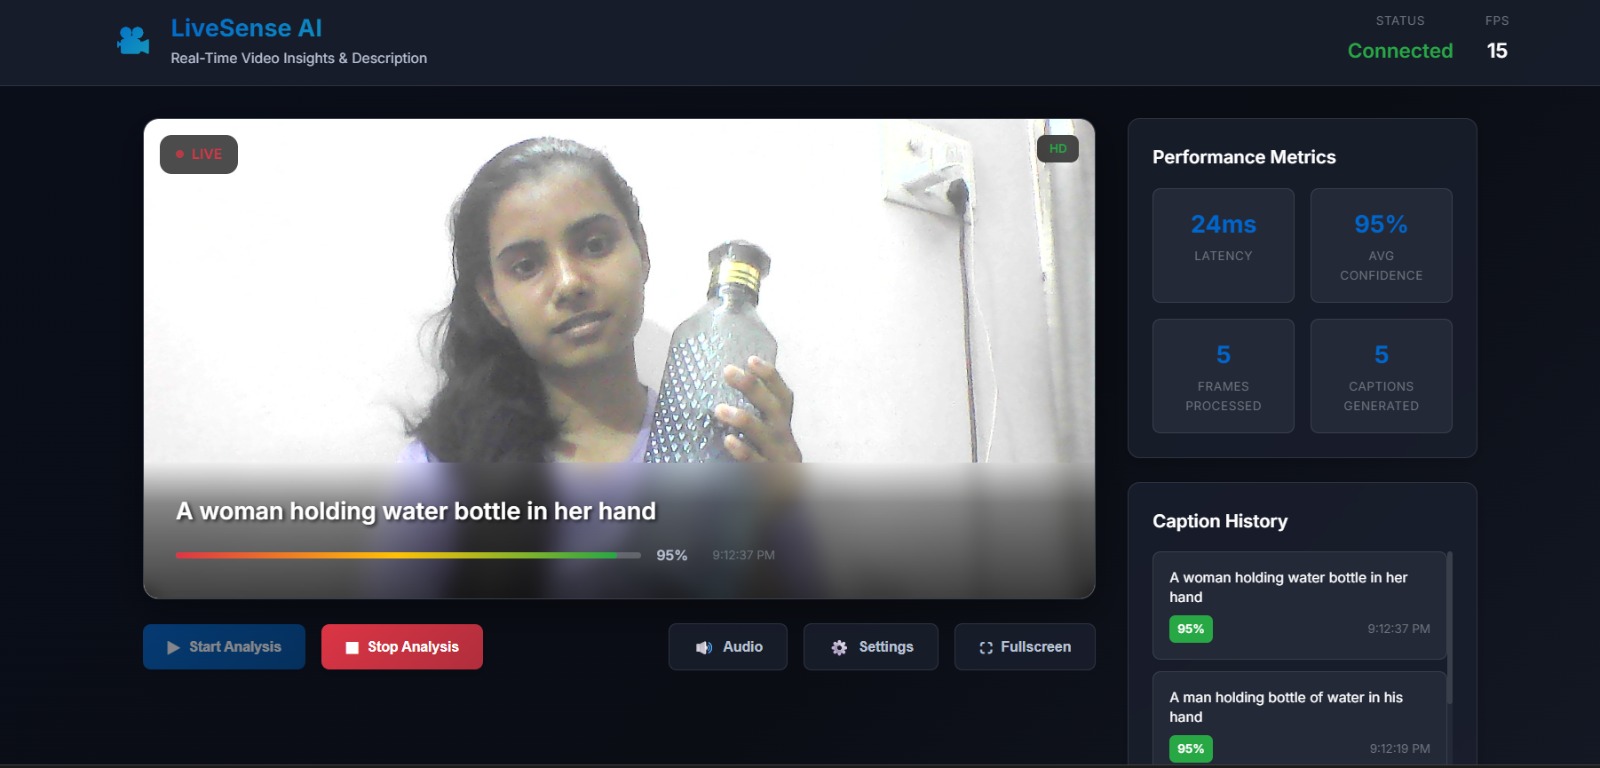 LiveSense AI
Real-Time Video Insights & Description
STATUS
Connected
FPS
15
LIVE
HD
A woman holding water bottle in her hand
95%
9:12:37 PM
Start Analysis
Stop Analysis
Audio
Settings
Fullscreen
Performance Metrics
24ms
LATENCY
95%
AVG
CONFIDENCE
5
FRAMES
PROCESSED
5
CAPTIONS
GENERATED
Caption History
A woman holding water bottle in her
hand
95%
9:12:37 PM
A man holding bottle of water in his
hand
95%
9:12:19 PM